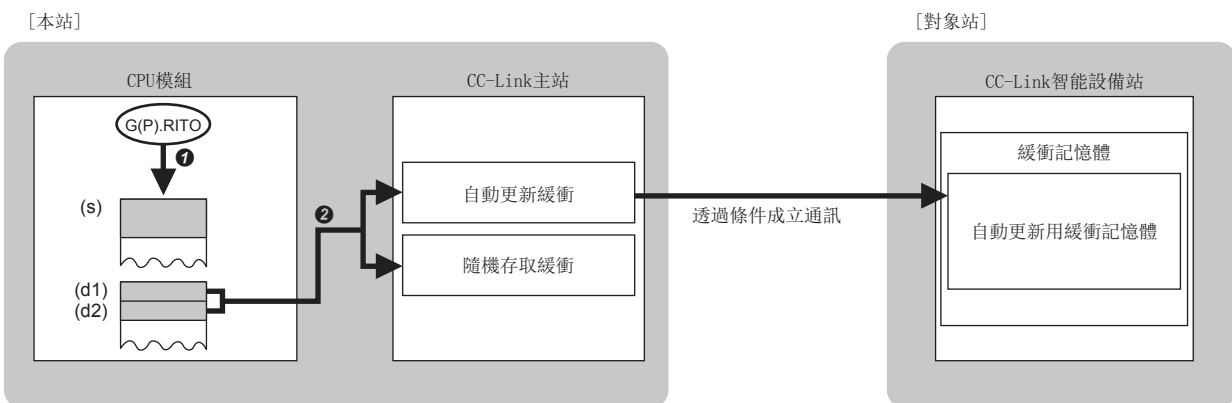 [本站]
[對象站]
CPU模組
CC-Link主站
CC-Link智能設備站
G(P).RITO
❶
緩衝記憶體
(s)
❷
自動更新緩衝
透過條件成立通訊
自動更新用緩衝記憶體
隨機存取緩衝
(d1)
(d2)